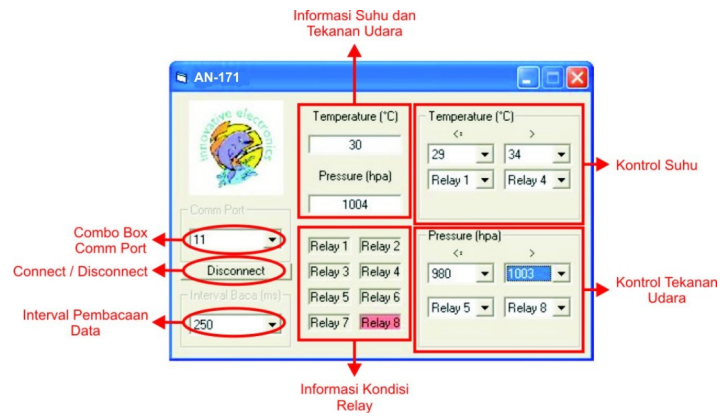 Informasi Suhu dan
Tekanan Udara
AN-171
innovative electronics
Temperature (°C)
30
Pressure (hpa)
1004
Temperature (°C)
<= >
29 34
Relay 1 Relay 4
Kontrol Suhu
Combo Box
Comm Port
Comm Port
11
Connect / Disconnect
Disconnect
Interval Pembacaan
Data
Interval Baca (ms)
250
Relay 1 Relay 2
Relay 3 Relay 4
Relay 5 Relay 6
Relay 7 Relay 8
Pressure (hpa)
<= >
980 1003
Relay 5 Relay 8
Kontrol Tekanan
Udara
Informasi Kondisi
Relay